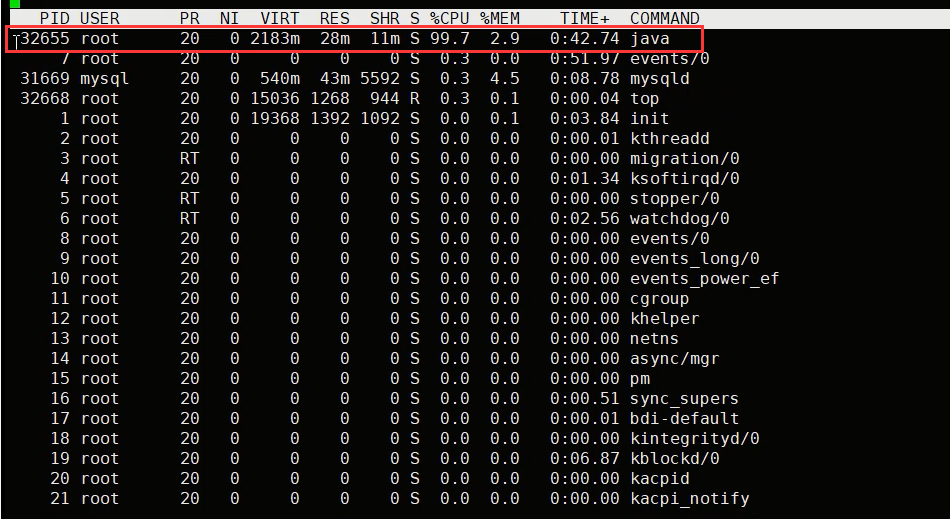 PID USER PR NI VIRT RES SHR S %CPU %MEM TIME+ COMMAND
32655 root 20 0 2183m 28m 11m S 99.7 2.9 0:42.74 java
7 root 20 0 0 0 0 S 0.3 0.0 0:51.97 events/0
31669 mysql 20 0 540m 43m 5592 S 0.3 4.5 0:08.78 mysqld
32668 root 20 0 15036 1268 944 R 0.3 0.1 0:00.04 top
1 root 20 0 19368 1392 1092 S 0.0 0.1 0:03.84 init
2 root 20 0 0 0 0 S 0.0 0.0 0:00.01 kthreadd
3 root RT 0 0 0 0 S 0.0 0.0 0:00.00 migration/0
4 root 20 0 0 0 0 S 0.0 0.0 0:01.34 ksoftirqd/0
5 root RT 0 0 0 0 S 0.0 0.0 0:00.00 stopper/0
6 root RT 0 0 0 0 S 0.0 0.0 0:02.56 watchdog/0
8 root 20 0 0 0 0 S 0.0 0.0 0:00.00 events/0
9 root 20 0 0 0 0 S 0.0 0.0 0:00.00 events_long/0
10 root 20 0 0 0 0 S 0.0 0.0 0:00.00 events_power_ef
11 root 20 0 0 0 0 S 0.0 0.0 0:00.00 cgroup
12 root 20 0 0 0 0 S 0.0 0.0 0:00.00 khelper
13 root 20 0 0 0 0 S 0.0 0.0 0:00.00 netns
14 root 20 0 0 0 0 S 0.0 0.0 0:00.00 async/mgr
15 root 20 0 0 0 0 S 0.0 0.0 0:00.00 pm
16 root 20 0 0 0 0 S 0.0 0.0 0:00.51 sync_supers
17 root 20 0 0 0 0 S 0.0 0.0 0:00.01 bdi-default
18 root 20 0 0 0 0 S 0.0 0.0 0:00.00 kintegrityd/0
19 root 20 0 0 0 0 S 0.0 0.0 0:06.87 kblockd/0
20 root 20 0 0 0 0 S 0.0 0.0 0:00.00 kacpid
21 root 20 0 0 0 0 S 0.0 0.0 0:00.00 kacpi_notify